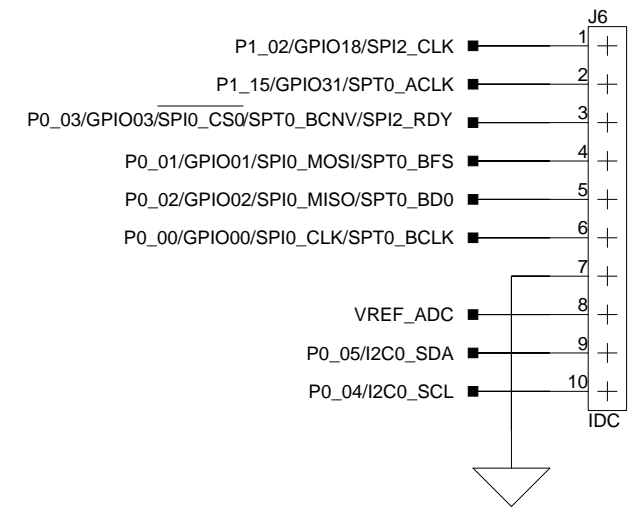 J6
P1_02/GPIO18/SPI2_CLK 1
P1_15/GPIO31/SPT0_ACLK 2
P0_03/GPIO03/SPI0_CS0/SPT0_BCNV/SPI2_RDY 3
P0_01/GPIO01/SPI0_MOSI/SPT0_BFS 4
P0_02/GPIO02/SPI0_MISO/SPT0_BD0 5
P0_00/GPIO00/SPI0_CLK/SPT0_BCLK 6
7
VREF_ADC 8
P0_05/I2C0_SDA 9
P0_04/I2C0_SCL 10
IDC